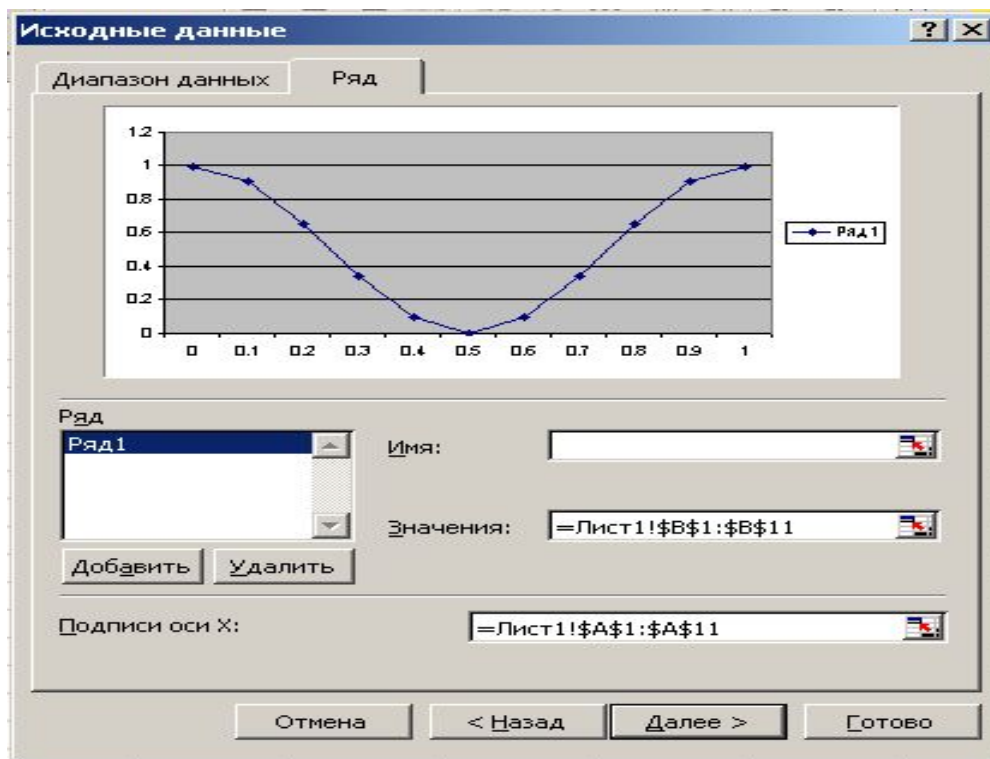 Исходные данные
Диапазон данных Ряд
1.2
1
0.8
0.6
0.4
0.2
0
0 0.1 0.2 0.3 0.4 0.5 0.6 0.7 0.8 0.9 1
Ряд1
Ряд
Ряд1
Имя:
Значения: =Лист1!$B$1:$B$11
Добавить Удалить
Подписи оси X: =Лист1!$A$1:$A$11
Отмена < Назад Далее > Готово